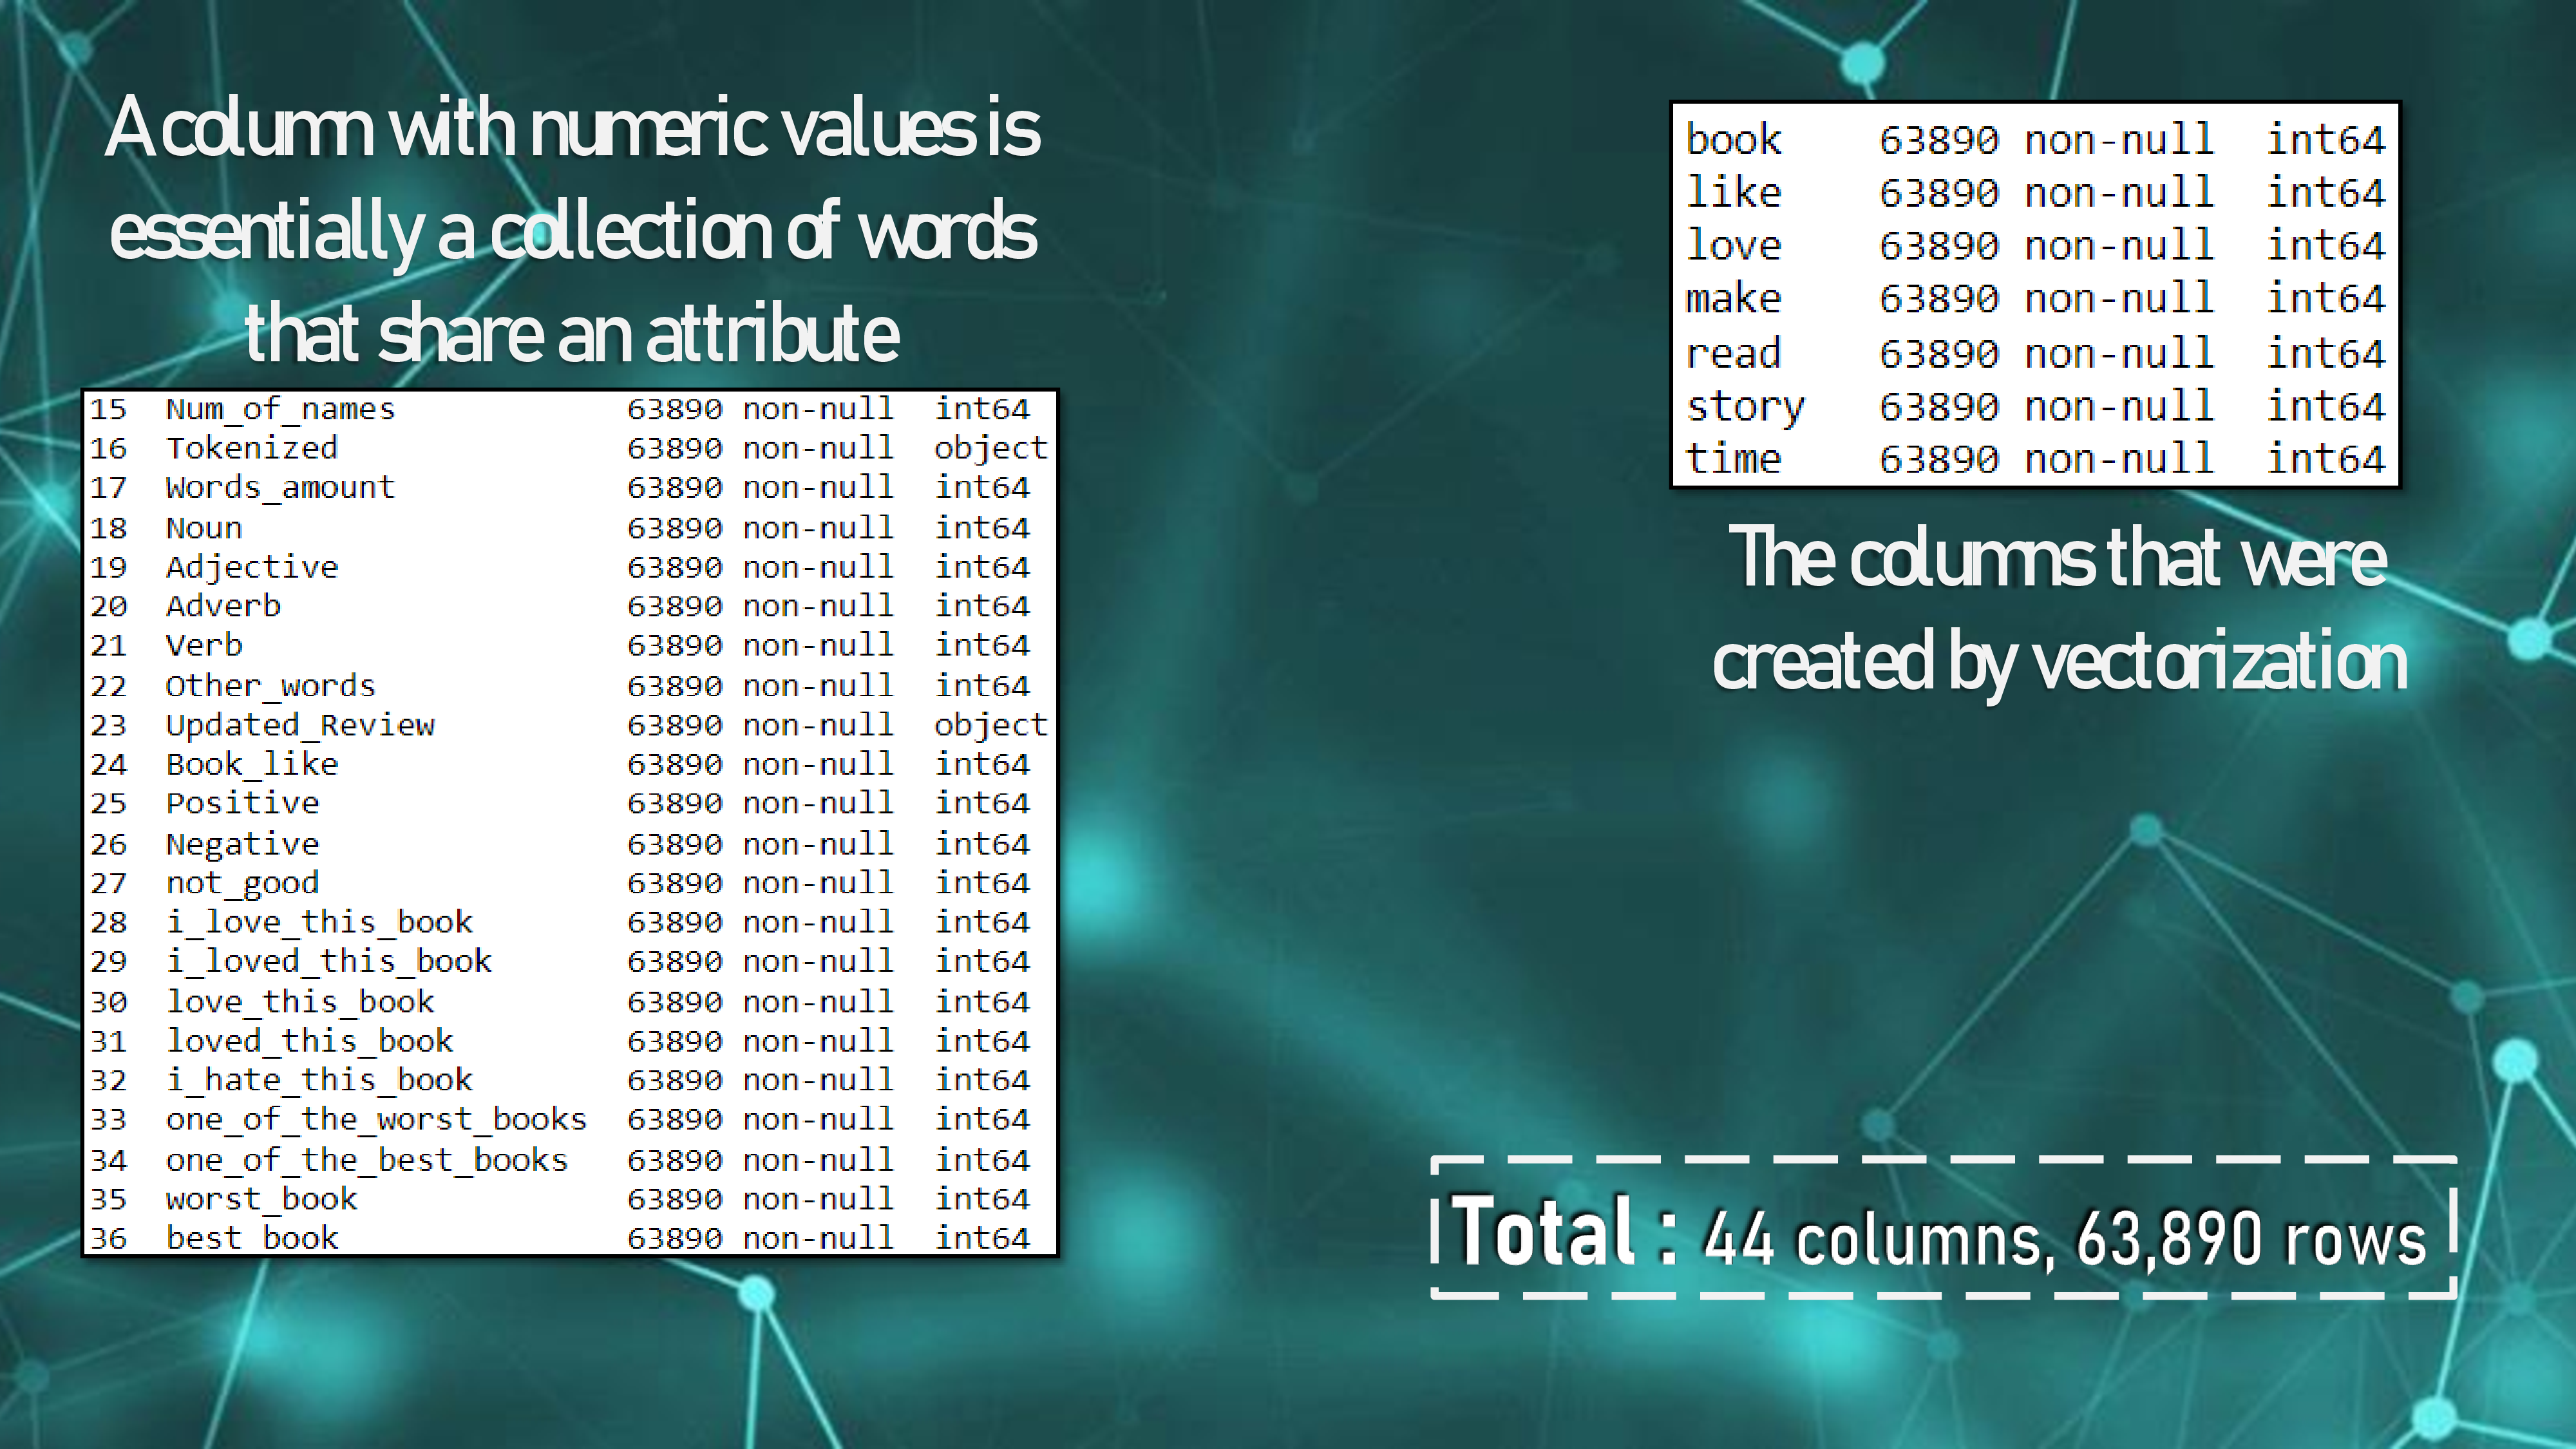 A column with numeric values is
essentially a collection of words
that share an attribute
15 Num_of_names 63890 non-null int64
16 Tokenized 63890 non-null object
17 Words_amount 63890 non-null int64
18 Noun 63890 non-null int64
19 Adjective 63890 non-null int64
20 Adverb 63890 non-null int64
21 Verb 63890 non-null int64
22 Other_words 63890 non-null int64
23 Updated_Review 63890 non-null object
24 Book_like 63890 non-null int64
25 Positive 63890 non-null int64
26 Negative 63890 non-null int64
27 not_good 63890 non-null int64
28 i_love_this_book 63890 non-null int64
29 i_loved_this_book 63890 non-null int64
30 love_this_book 63890 non-null int64
31 loved_this_book 63890 non-null int64
32 i_hate_this_book 63890 non-null int64
33 one_of_the_worst_books 63890 non-null int64
34 one_of_the_best_books 63890 non-null int64
35 worst_book 63890 non-null int64
36 best book 63890 non-null int64
book 63890 non-null int64
like 63890 non-null int64
love 63890 non-null int64
make 63890 non-null int64
read 63890 non-null int64
story 63890 non-null int64
time 63890 non-null int64
The columns that were
created by vectorization
Total : 44 columns, 63,890 rows